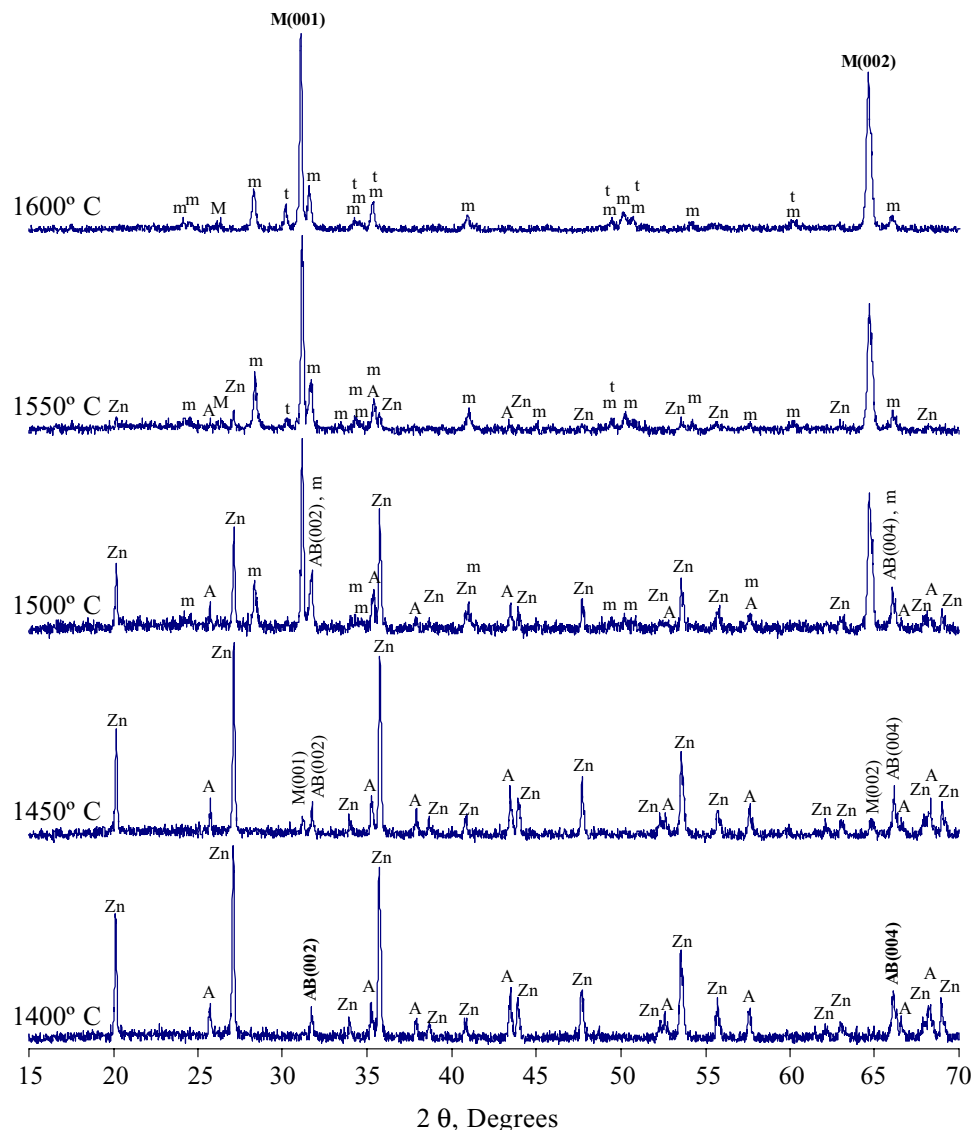 M(001)
M(002)
1600º C
m m M m t m t m m t m m t m m t m m t m m
1550º C
Zn m A M Zn m t m m m m m A Zn m A Zn m t m m Zn m Zn m m Zn m Zn
1500º C
Zn m A Zn m AB(002) , m m m A A Zn Zn m A Zn Zn m m Zn A Zn Zn m A Zn AB(004) , m A Zn A Zn
1450º C
Zn A Zn M(001) AB(002) Zn A Zn A Zn Zn A Zn Zn Zn A Zn Zn A Zn Zn M(002) AB(004) A Zn A Zn
1400º C
Zn A Zn AB(002) Zn A Zn A Zn Zn A Zn Zn Zn A Zn Zn A Zn Zn AB(004) A Zn A Zn
15 20 25 30 35 40 45 50 55 60 65 70
2 θ, Degrees